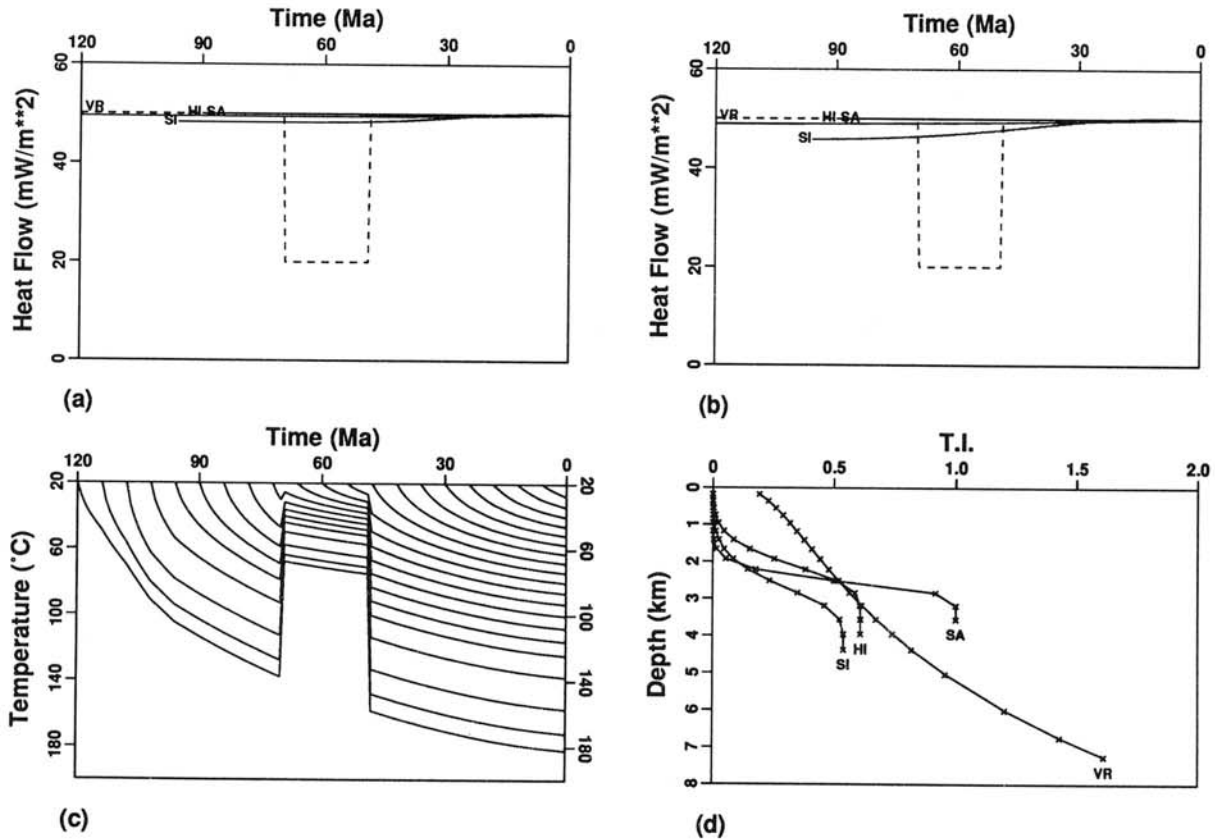 Time (Ma)
120 90 60 30 0
Heat Flow (mW/m**2)
60
40
20
0
VR
HI SA
SI
(a)
Time (Ma)
120 90 60 30 0
Heat Flow (mW/m**2)
60
40
20
0
VR
HI SA
SI
(b)
Time (Ma)
120 90 60 30 0
Temperature (°C)
20
60
100
140
180
20
60
100
140
180
(c)
T.I.
0 0.5 1.0 1.5 2.0
Depth (km)
0
1
2
3
4
5
6
7
8
SA
HI
SI
VR
(d)